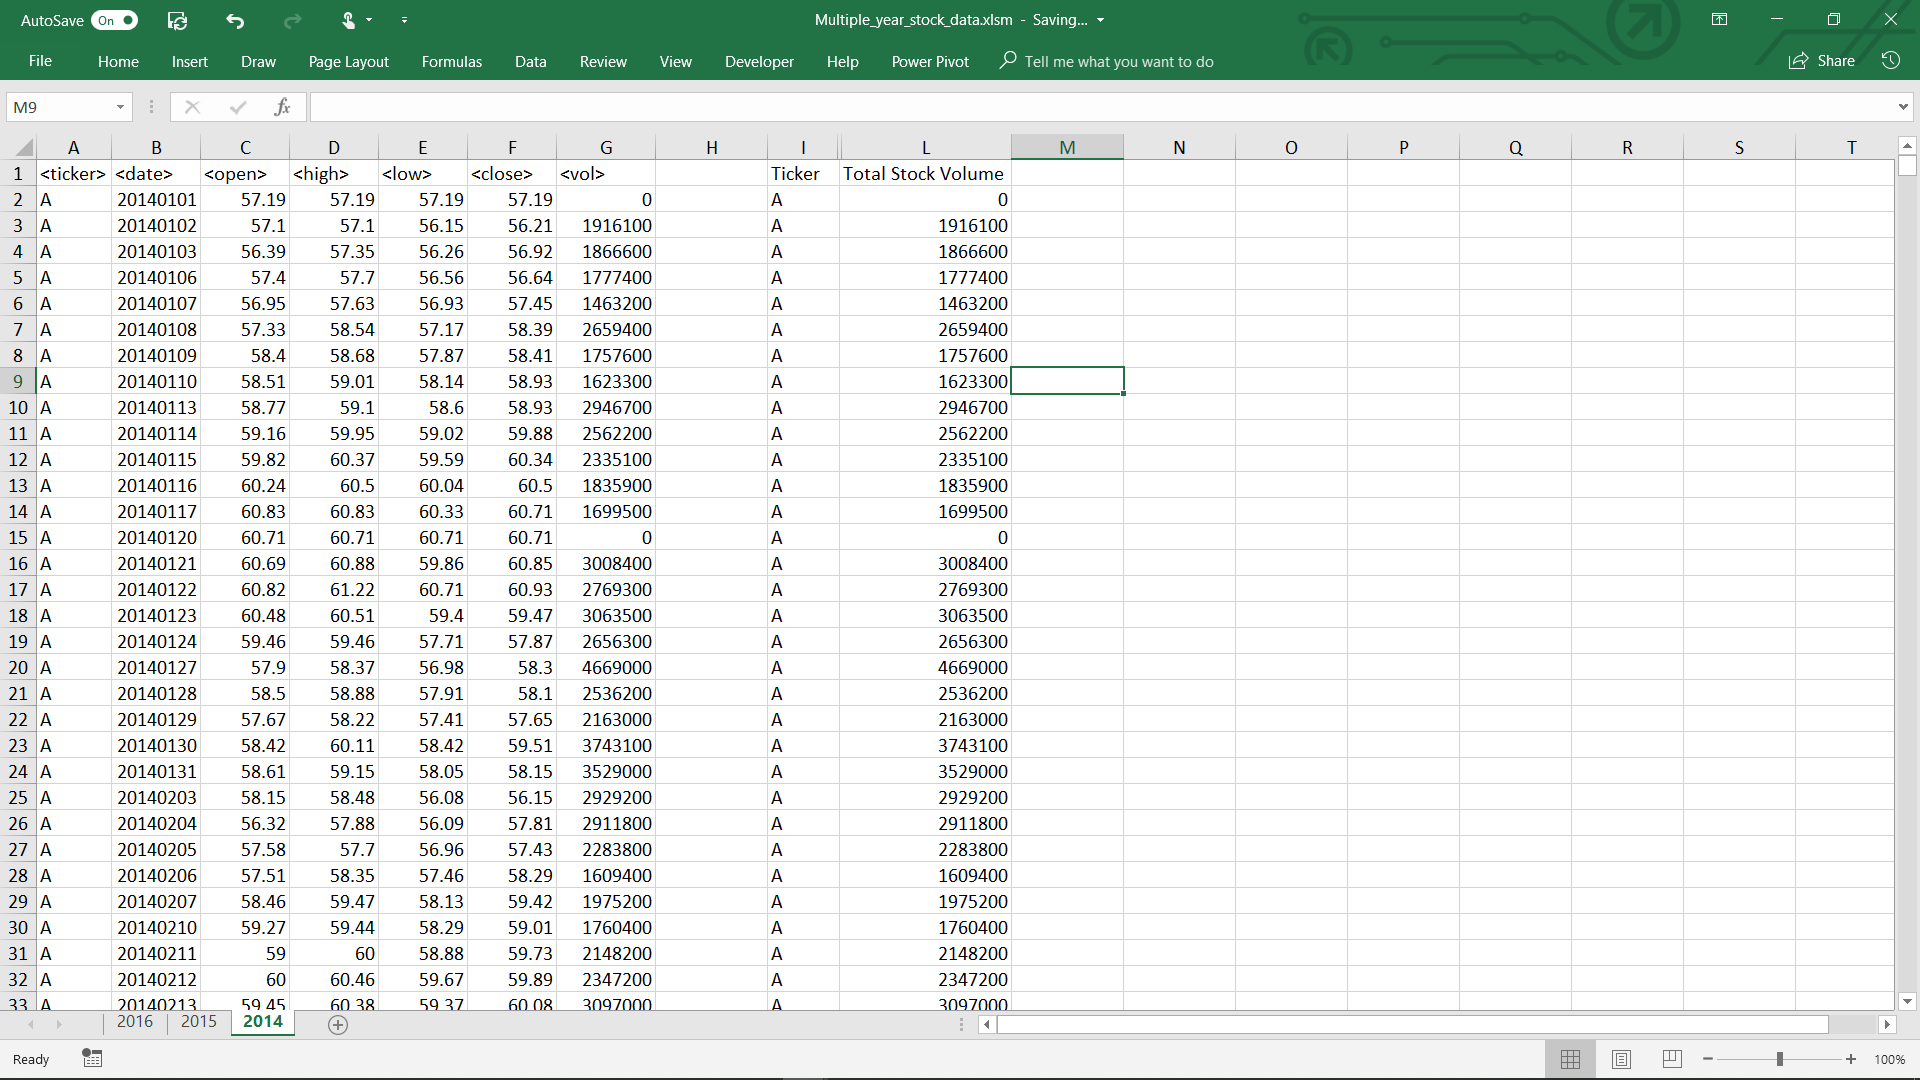 AutoSave On Multiple_year_stock_data.xlsm - Saving...
File Home Insert Draw Page Layout Formulas Data Review View Developer Help Power Pivot Tell me what you want to do Share
M9 fx
A B C D E F G H I L M N O P Q R S T
1 <ticker> <date> <open> <high> <low> <close> <vol> Ticker Total Stock Volume
2 A 20140101 57.19 57.19 57.19 57.19 0 A 0
3 A 20140102 57.1 57.1 56.15 56.21 1916100 A 1916100
4 A 20140103 56.39 57.35 56.26 56.92 1866600 A 1866600
5 A 20140106 57.4 57.7 56.56 56.64 1777400 A 1777400
6 A 20140107 56.95 57.63 56.93 57.45 1463200 A 1463200
7 A 20140108 57.33 58.54 57.17 58.39 2659400 A 2659400
8 A 20140109 58.4 58.68 57.87 58.41 1757600 A 1757600
9 A 20140110 58.51 59.01 58.14 58.93 1623300 A 1623300
10 A 20140113 58.77 59.1 58.6 58.93 2946700 A 2946700
11 A 20140114 59.16 59.95 59.02 59.88 2562200 A 2562200
12 A 20140115 59.82 60.37 59.59 60.34 2335100 A 2335100
13 A 20140116 60.24 60.5 60.04 60.5 1835900 A 1835900
14 A 20140117 60.83 60.83 60.33 60.71 1699500 A 1699500
15 A 20140120 60.71 60.71 60.71 60.71 0 A 0
16 A 20140121 60.69 60.88 59.86 60.85 3008400 A 3008400
17 A 20140122 60.82 61.22 60.71 60.93 2769300 A 2769300
18 A 20140123 60.48 60.51 59.4 59.47 3063500 A 3063500
19 A 20140124 59.46 59.46 57.71 57.87 2656300 A 2656300
20 A 20140127 57.9 58.37 56.98 58.3 4669000 A 4669000
21 A 20140128 58.5 58.88 57.91 58.1 2536200 A 2536200
22 A 20140129 57.67 58.22 57.41 57.65 2163000 A 2163000
23 A 20140130 58.42 60.11 58.42 59.51 3743100 A 3743100
24 A 20140131 58.61 59.15 58.05 58.15 3529000 A 3529000
25 A 20140203 58.15 58.48 56.08 56.15 2929200 A 2929200
26 A 20140204 56.32 57.88 56.09 57.81 2911800 A 2911800
27 A 20140205 57.58 57.7 56.96 57.43 2283800 A 2283800
28 A 20140206 57.51 58.35 57.46 58.29 1609400 A 1609400
29 A 20140207 58.46 59.47 58.13 59.42 1975200 A 1975200
30 A 20140210 59.27 59.44 58.29 59.01 1760400 A 1760400
31 A 20140211 59 60 58.88 59.73 2148200 A 2148200
32 A 20140212 60 60.46 59.67 59.89 2347200 A 2347200
33 A 20140213 59.45 60.38 59.37 60.08 3097000 A 3097000
2016 2015 2014
Ready 100%